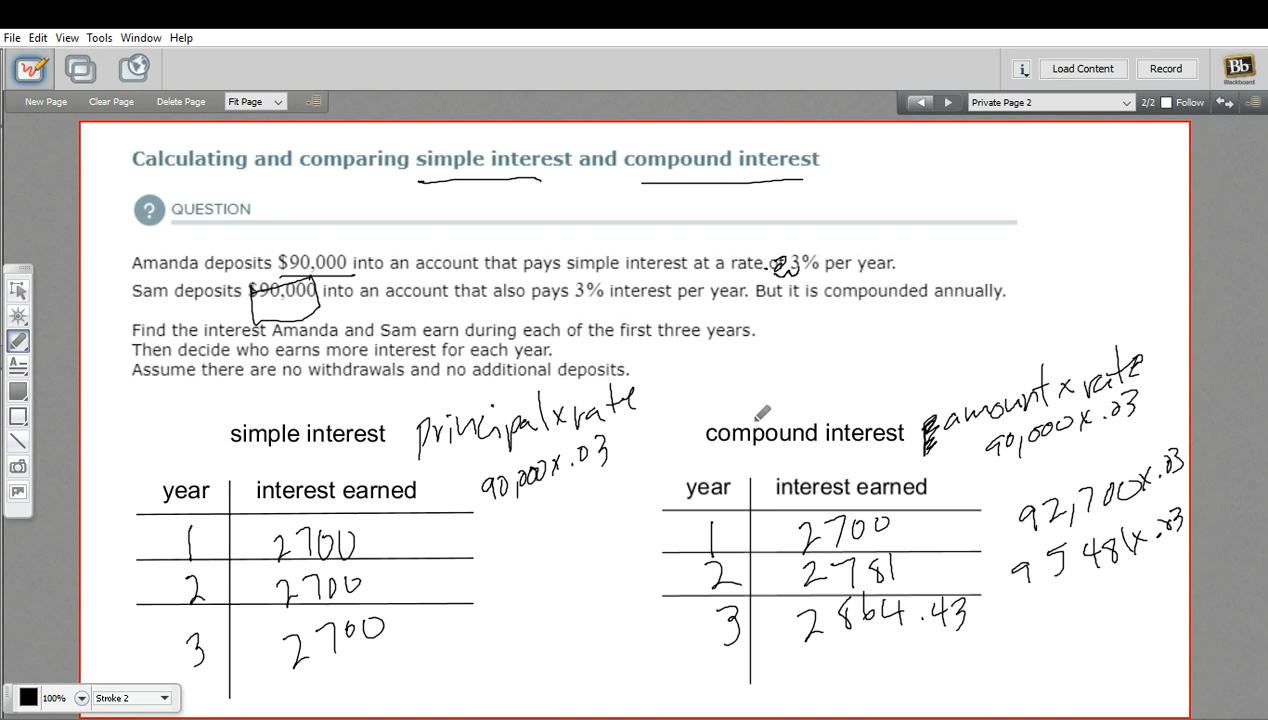 File Edit View Tools Window Help
Load Content Record Bb Blackboard
New Page Clear Page Delete Page Fit Page Private Page 2 2/2 Follow
Calculating and comparing simple interest and compound interest
? QUESTION
Amanda deposits $90,000 into an account that pays simple interest at a rate 3% per year.
Sam deposits $90,000 into an account that also pays 3% interest per year. But it is compounded annually.
Find the interest Amanda and Sam earn during each of the first three years.
Then decide who earns more interest for each year.
Assume there are no withdrawals and no additional deposits.
simple interest principal x rate
90,000 x .03
year interest earned
1 2700
2 2700
3 2700
compound interest amount x rate
90,000 x .03
year interest earned 92,700 x .03
1 2700 95481 x .03
2 2781
3 2864.43
100% Stroke 2